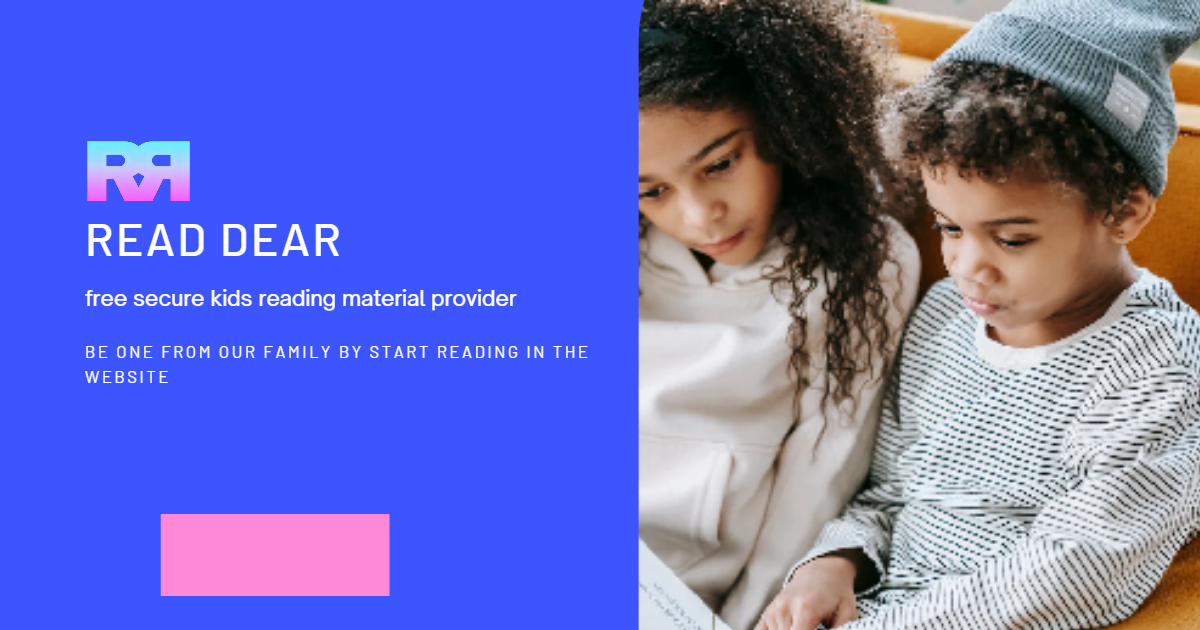 READ DEAR
free secure kids reading material provider
BE ONE FROM OUR FAMILY BY START READING IN THE
WEBSITE